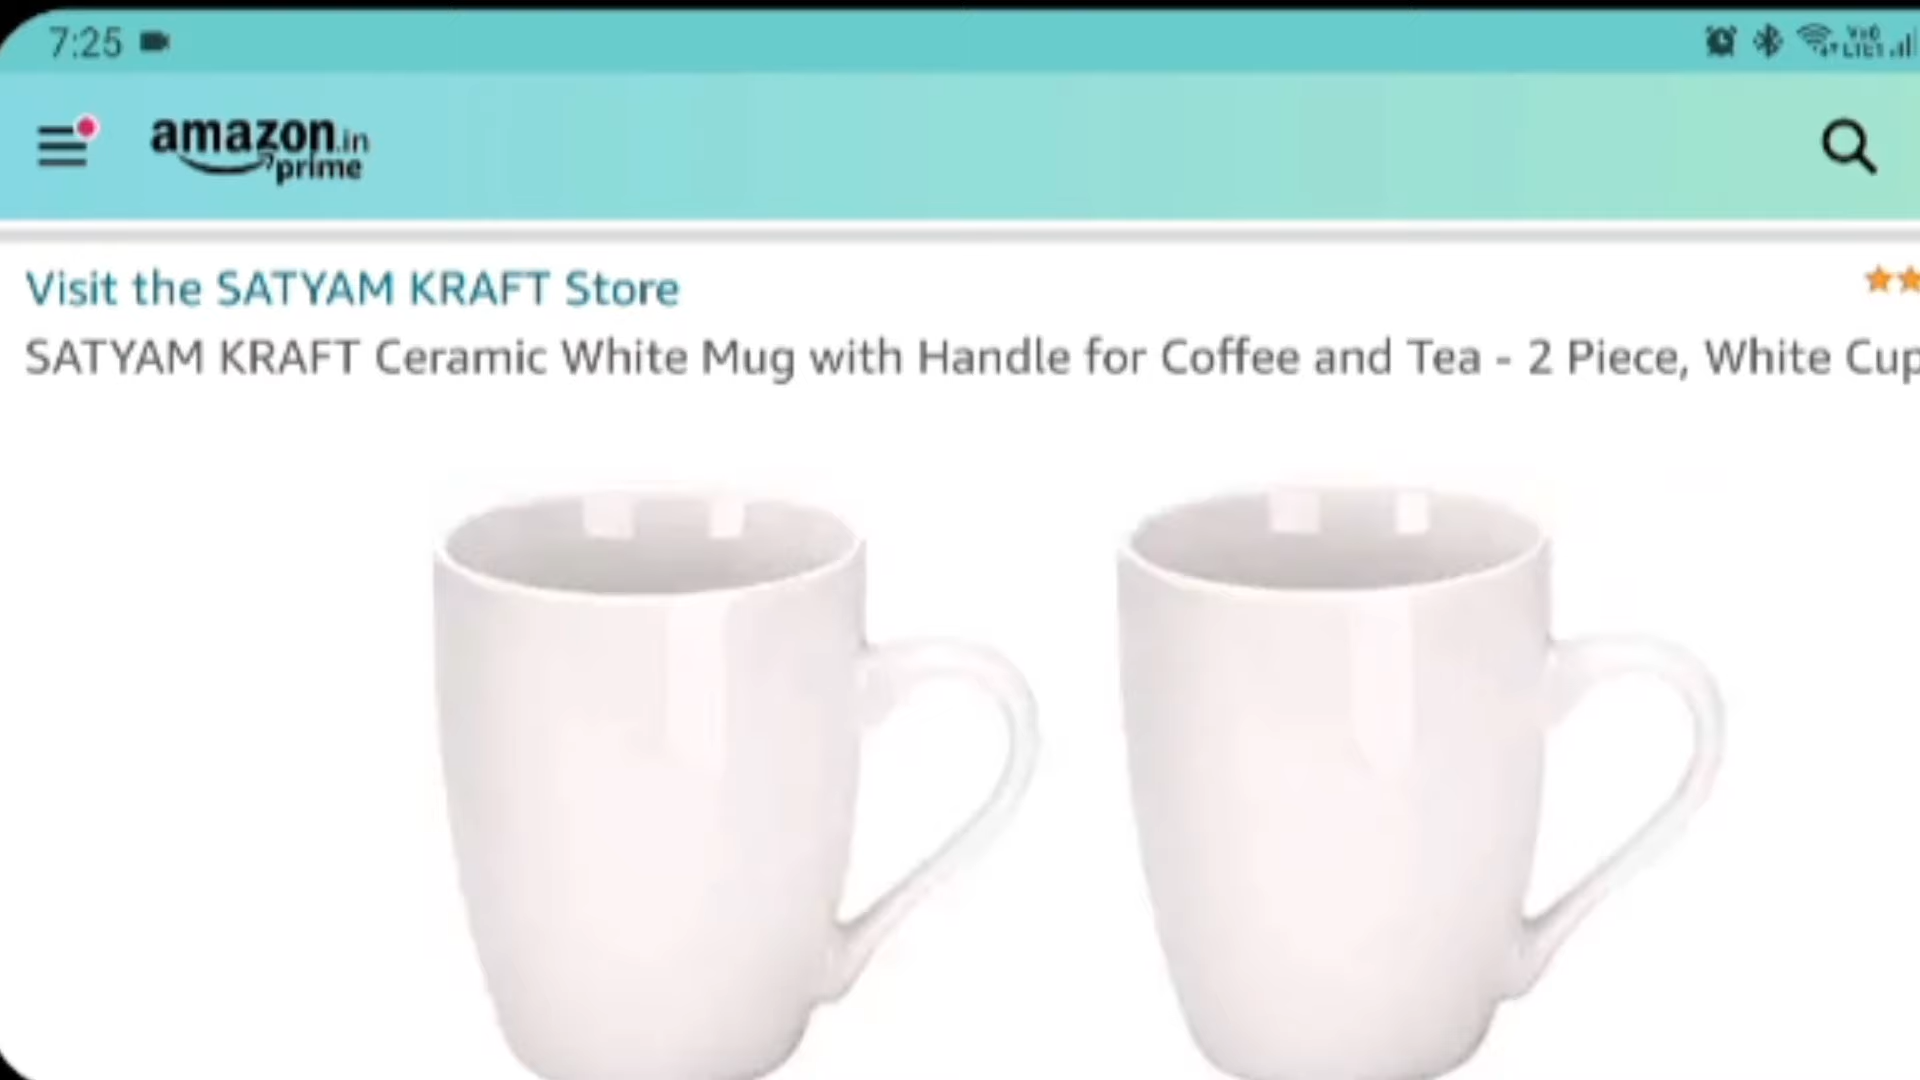 7:25
amazon.in
prime
Visit the SATYAM KRAFT Store
SATYAM KRAFT Ceramic White Mug with Handle for Coffee and Tea - 2 Piece, White Cup